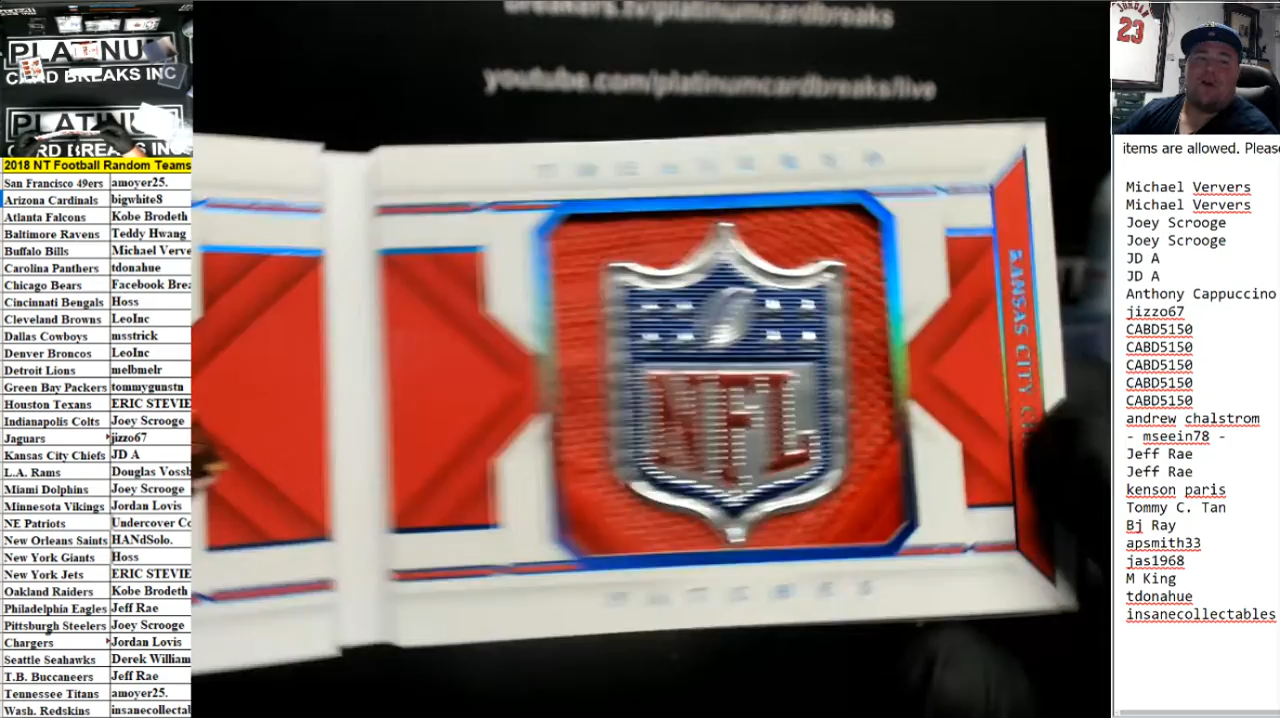 youtube.com/platinumcardbreaks/live
PLATINU
CARD BREAKS INC
PLATINU
CARD BREAKS INC
2018 NT Football Random Teams
San Francisco 49ers amoyer25.
Arizona Cardinals bigwhite8
Atlanta Falcons Kobe Brodeth
Baltimore Ravens Teddy Hwang
Buffalo Bills Michael Verve
Carolina Panthers tdonahue
Chicago Bears Facebook Brea
Cincinnati Bengals Hoss
Cleveland Browns LeoInc
Dallas Cowboys msstrick
Denver Broncos LeoInc
Detroit Lions melbmelr
Green Bay Packers tommygunstn
Houston Texans ERIC STEVIE
Indianapolis Colts Joey Scrooge
Jaguars jizzo67
Kansas City Chiefs JD A
L.A. Rams Douglas Vossb
Miami Dolphins Joey Scrooge
Minnesota Vikings Jordan Lovis
NE Patriots Undercover Co
New Orleans Saints HANdSolo.
New York Giants Hoss
New York Jets ERIC STEVIE
Oakland Raiders Kobe Brodeth
Philadelphia Eagles Jeff Rae
Pittsburgh Steelers Joey Scrooge
Chargers Jordan Lovis
Seattle Seahawks Derek William
T.B. Buccaneers Jeff Rae
Tennessee Titans amoyer25.
Wash. Redskins insanecollectal
NFL
KANSAS CITY
JORDAN
23
items are allowed. Please
Michael Ververs
Michael Ververs
Joey Scrooge
Joey Scrooge
JD A
JD A
Anthony Cappuccino
jizzo67
CABD5150
CABD5150
CABD5150
CABD5150
CABD5150
andrew chalstrom
- mseein78 -
Jeff Rae
Jeff Rae
kenson paris
Tommy C. Tan
Bj Ray
apsmith33
jas1968
M King
tdonahue
insanecollectables